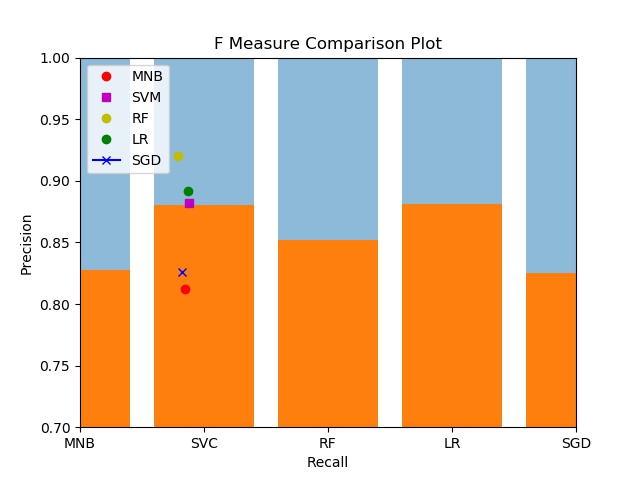 F Measure Comparison Plot
1.00
0.95
0.90
0.85
0.80
0.75
0.70
Precision
MNB
SVM
RF
LR
SGD
MNB SVC RF LR SGD
Recall